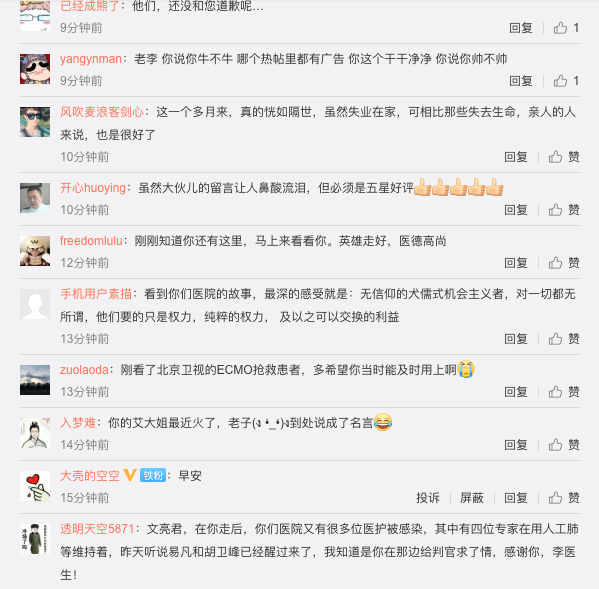 已经成熊了：他们，还没和您道歉呢...
9分钟前
回复 1
yangynman：老李 你说你牛不牛 哪个热帖里都有广告 你这个干干净净 你说你帅不帅
9分钟前
回复 1
风吹麦浪客剑心：这一个多月来，真的恍如隔世，虽然失业在家，可相比那些失去生命，亲人的人
来说，也是很好了
10分钟前
回复 赞
开心huoying：虽然大伙儿的留言让人鼻酸流泪，但必须是五星好评👍👍👍👍👍
10分钟前
回复 赞
freedomlulu：刚刚知道你还有这里，马上来看看你。英雄走好，医德高尚
12分钟前
回复 赞
手机用户素描：看到你们医院的故事，最深的感受就是：无信仰的犬儒式机会主义者，对一切都无
所谓，他们要的只是权力，纯粹的权力， 及以之可以交换的利益
13分钟前
回复 赞
zuolaoda：刚看了北京卫视的ECMO抢救患者，多希望你当时能及时用上啊😭
13分钟前
回复 赞
入梦难：你的艾大姐最近火了，老子(ง •̀_•́)ง到处说成了名言😂
14分钟前
回复 赞
大亮的空空 铁粉：早安
15分钟前
投诉 屏蔽 回复 赞
透明天空5871：文亮君，在你走后，你们医院又有很多位医护被感染，其中有四位专家在用人工肺
等维持着，昨天听说易凡和胡卫峰已经醒过来了，我知道是你在那边给判官求了情，感谢你，李医
生！